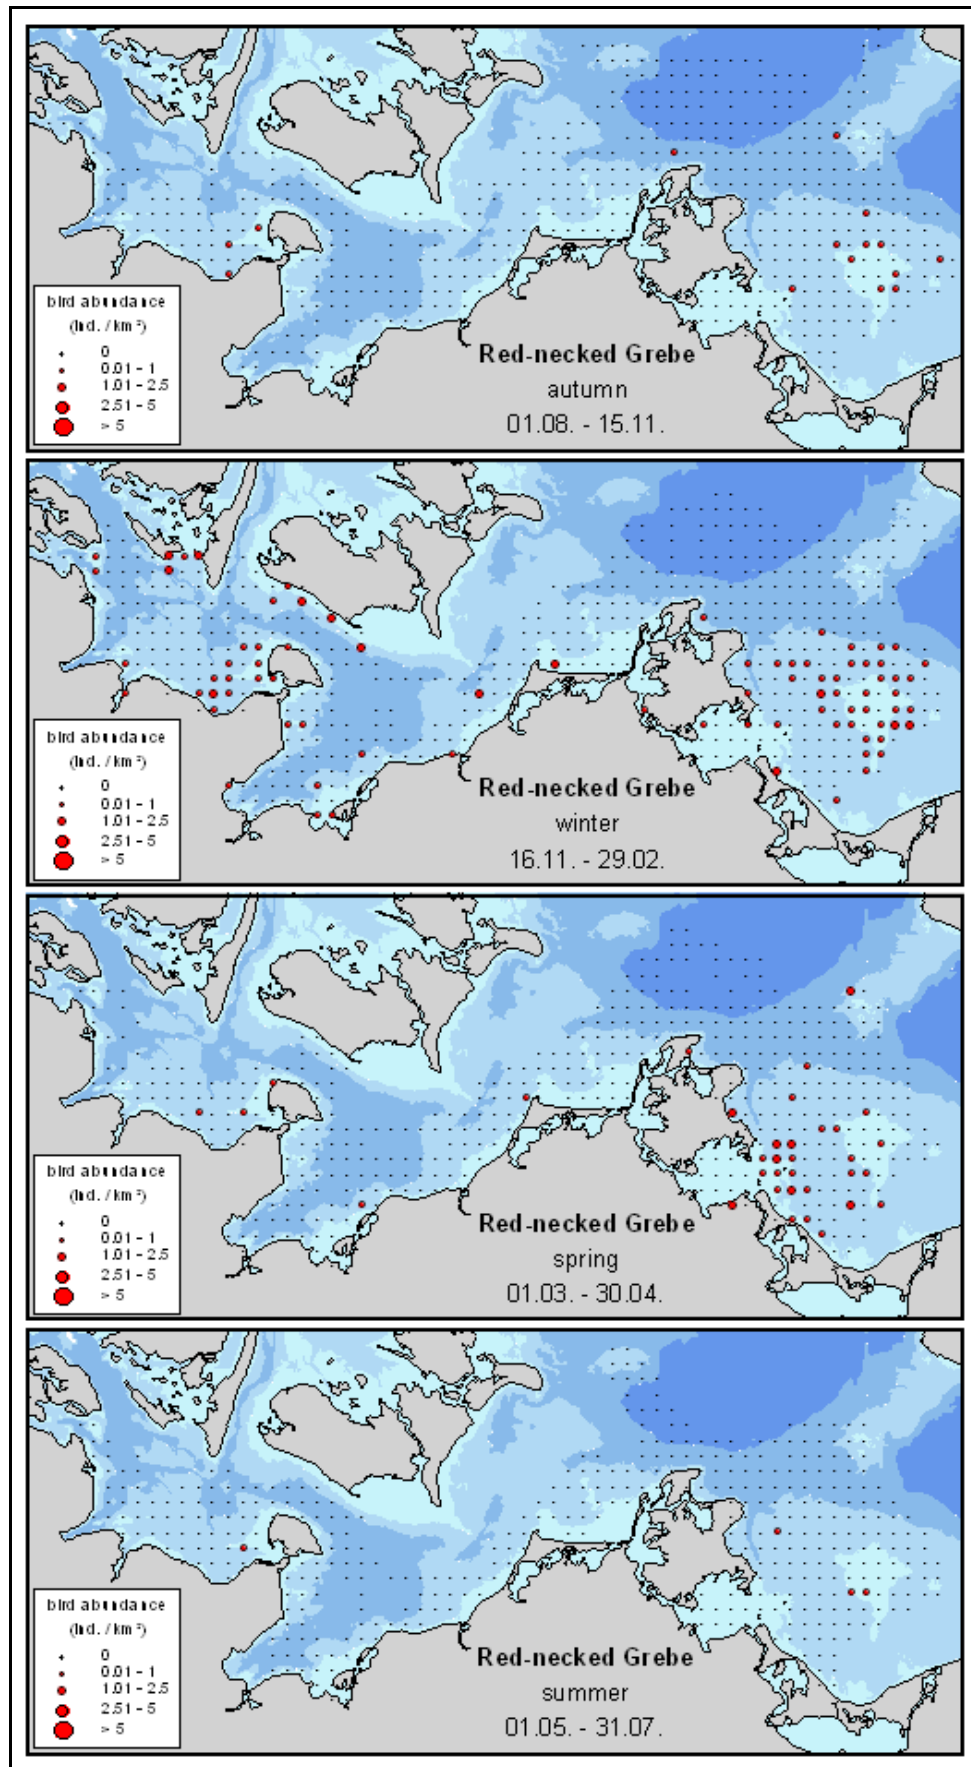 bird abundance
(Ind. / km²)
0
0.01 - 1
1.01 - 2.5
2.51 - 5
> 5
Red-necked Grebe
autumn
01.08. - 15.11.
bird abundance
(Ind. / km²)
0
0.01 - 1
1.01 - 2.5
2.51 - 5
> 5
Red-necked Grebe
winter
16.11. - 29.02.
bird abundance
(Ind. / km²)
0
0.01 - 1
1.01 - 2.5
2.51 - 5
> 5
Red-necked Grebe
spring
01.03. - 30.04.
bird abundance
(Ind. / km²)
0
0.01 - 1
1.01 - 2.5
2.51 - 5
> 5
Red-necked Grebe
summer
01.05. - 31.07.